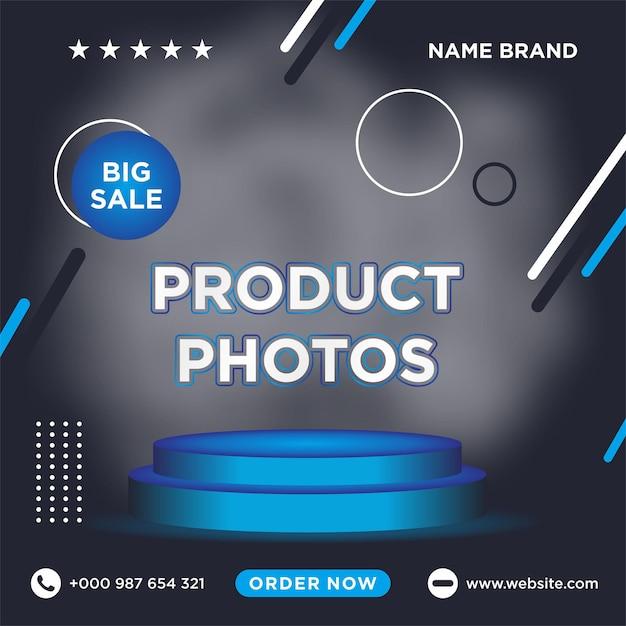 NAME BRAND
BIG
SALE
PRODUCT
PHOTOS
+000 987 654 321
ORDER NOW
www.website.com